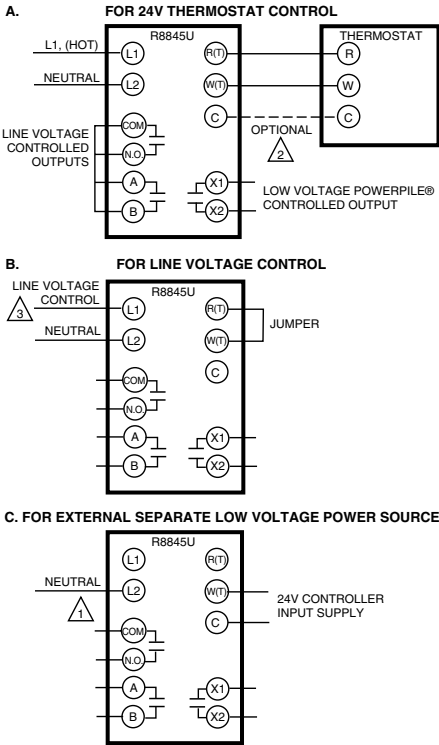 A. FOR 24V THERMOSTAT CONTROL
R8845U
THERMOSTAT
L1, (HOT)
L1
R(T)
R
NEUTRAL
L2
W(T)
W
C
C
OPTIONAL
2
LINE VOLTAGE
CONTROLLED
OUTPUTS
COM
N.O.
A
B
X1
X2
LOW VOLTAGE POWERPILE®
CONTROLLED OUTPUT
B. FOR LINE VOLTAGE CONTROL
LINE VOLTAGE
CONTROL
3
R8845U
L1
R(T)
NEUTRAL
L2
W(T)
JUMPER
C
COM
N.O.
A
B
X1
X2
C. FOR EXTERNAL SEPARATE LOW VOLTAGE POWER SOURCE
R8845U
L1
R(T)
NEUTRAL
L2
W(T)
1
C
24V CONTROLLER
INPUT SUPPLY
COM
N.O.
A
B
X1
X2